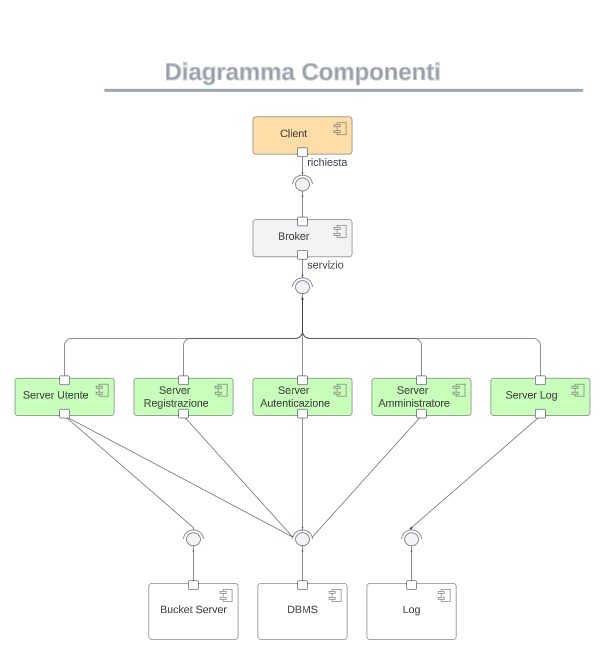 Diagramma Componenti
Client
richiesta
Broker
servizio
Server Utente
Server
Registrazione
Server
Autenticazione
Server
Amministratore
Server Log
Bucket Server
DBMS
Log